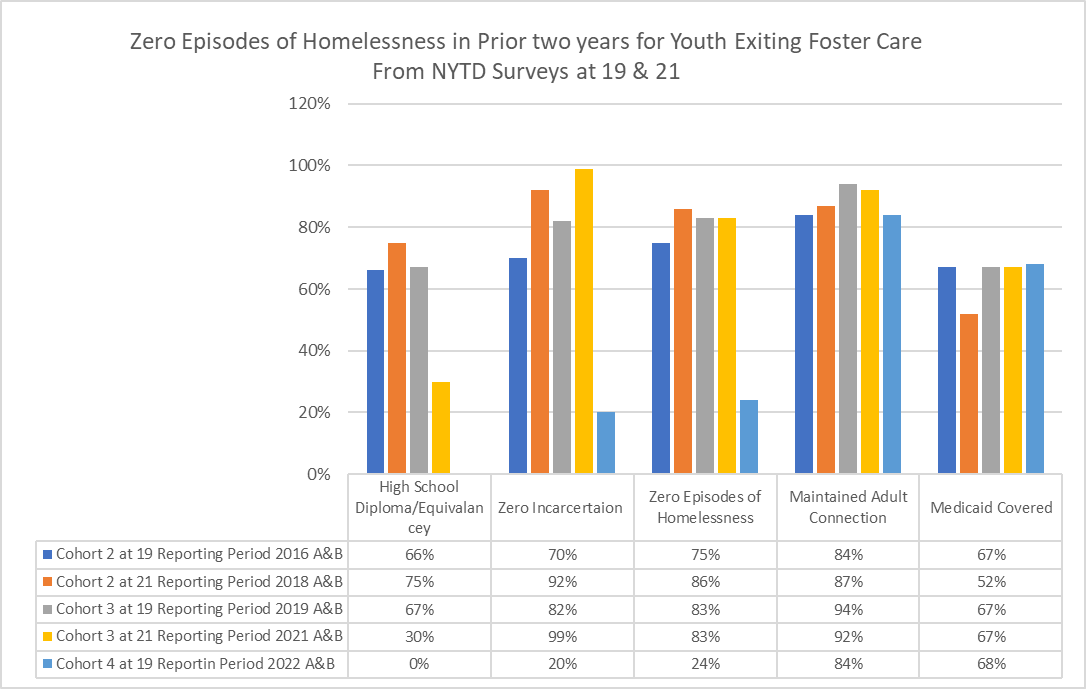 Zero Episodes of Homelessness in Prior two years for Youth Exiting Foster Care
From NYTD Surveys at 19 & 21
120%
100%
80%
60%
40%
20%
0%
High School
Diploma/Equivalan
cey
Zero Incarcertaion
Zero Episodes of
Homelessness
Maintained Adult
Connection
Medicaid Covered
Cohort 2 at 19 Reporting Period 2016 A&B 66% 70% 75% 84% 67%
Cohort 2 at 21 Reporting Period 2018 A&B 75% 92% 86% 87% 52%
Cohort 3 at 19 Reporting Period 2019 A&B 67% 82% 83% 94% 67%
Cohort 3 at 21 Reporting Period 2021 A&B 30% 99% 83% 92% 67%
Cohort 4 at 19 Reportin Period 2022 A&B 0% 20% 24% 84% 68%